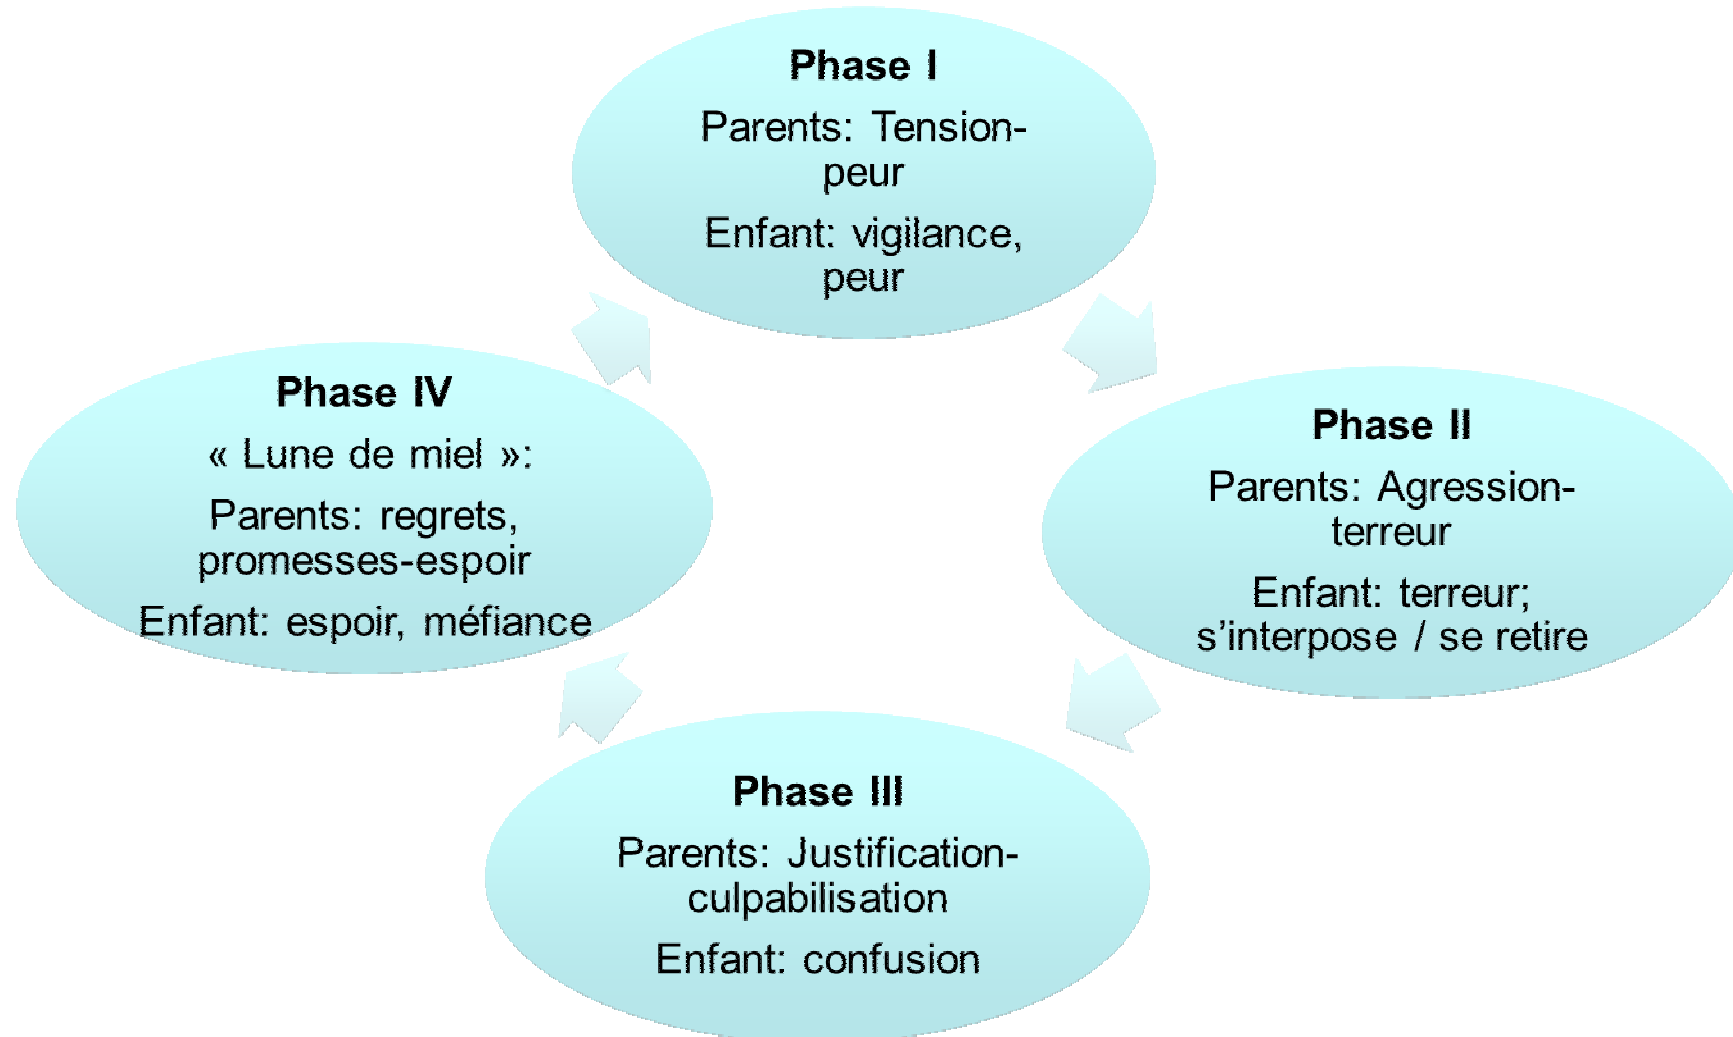 Phase I
Parents: Tension-
peur
Enfant: vigilance,
peur
Phase II
Parents: Agression-
terreur
Enfant: terreur;
s’interpose / se retire
Phase III
Parents: Justification-
culpabilisation
Enfant: confusion
Phase IV
« Lune de miel »:
Parents: regrets,
promesses-espoir
Enfant: espoir, méfiance